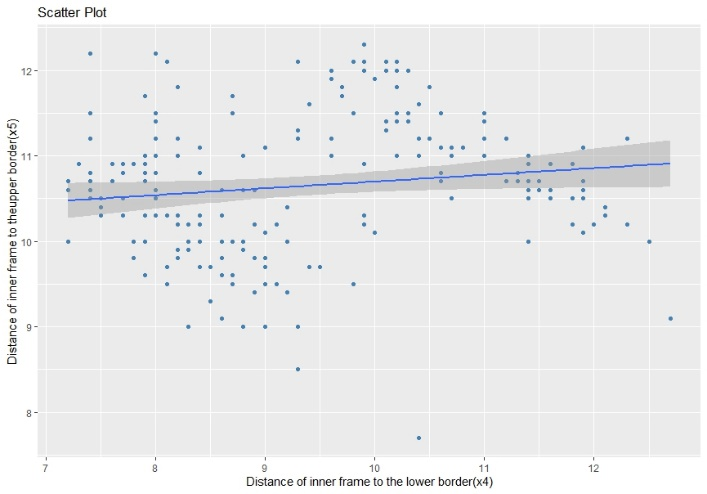 Scatter Plot
Distance of inner frame to theupper border(x5)
12
11
10
9
8
7 8 9 10 11 12
Distance of inner frame to the lower border(x4)